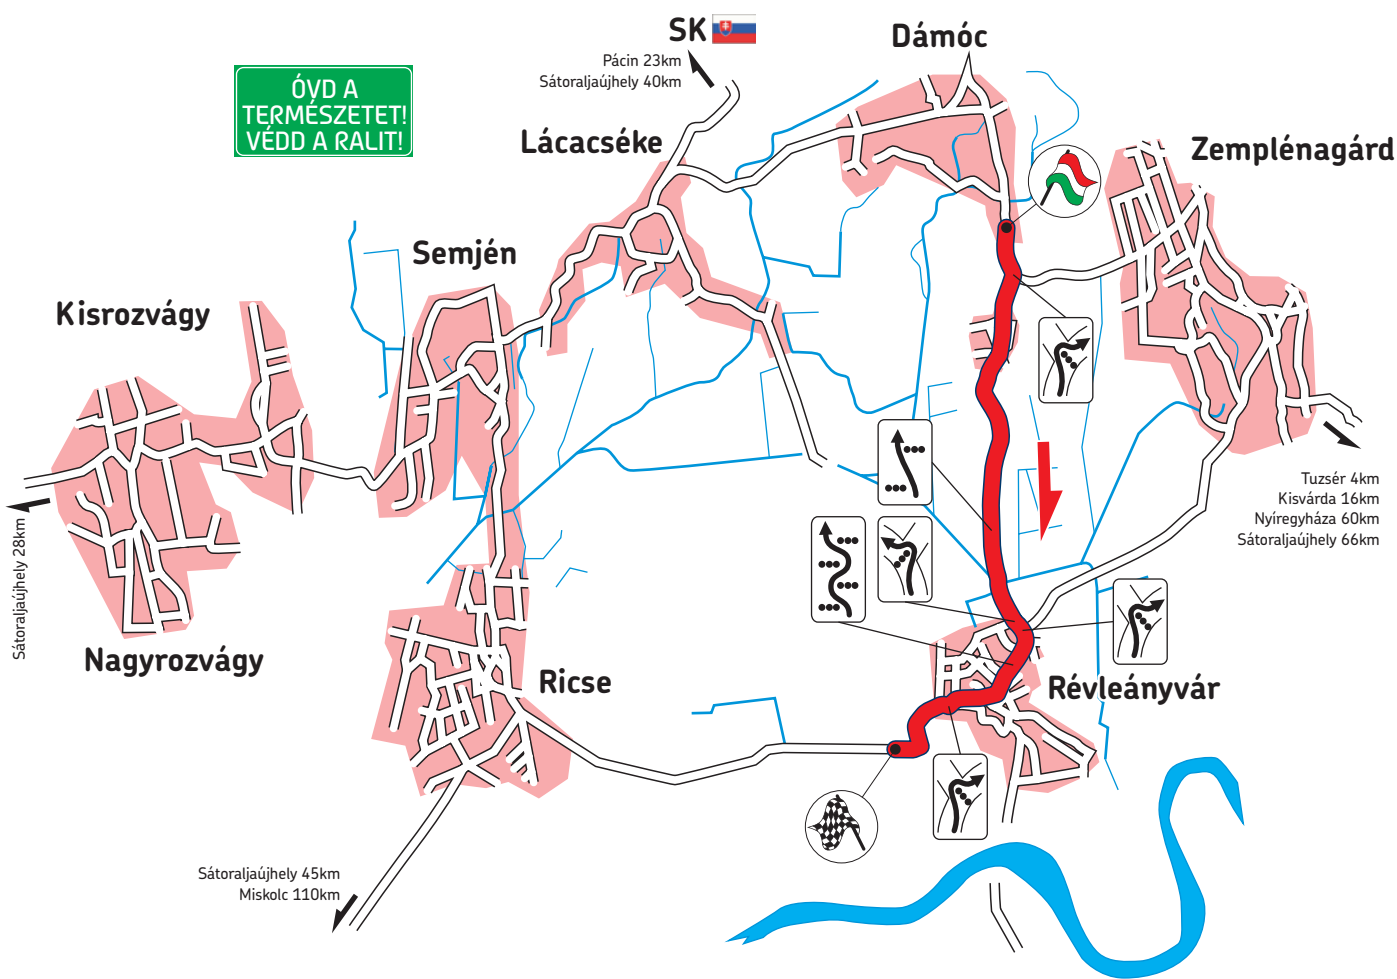 SK
Dámóc
Pácin 23km
Sátoraljaújhely 40km
ÓVD A
TERMÉSZETET!
VÉDD A RALIT!
Lácacséke
Zemplénagárd
Semjén
Kisrozvágy
Tuzsér 4km
Kisvárda 16km
Nyíregyháza 60km
Sátoraljaújhely 66km
Sátoraljaújhely 28km
Nagyrozvágy
Ricse
Révleányvár
Sátoraljaújhely 45km
Miskolc 110km